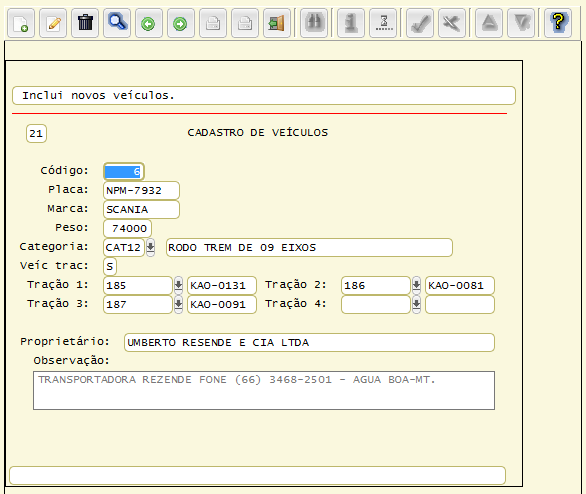 Inclui novos veículos.
21 CADASTRO DE VEÍCULOS
Código: 6
Placa: NPM-7932
Marca: SCANIA
Peso: 74000
Categoria: CAT12 RODO TREM DE 09 EIXOS
Veíc trac: S
Tração 1: 185 KAO-0131 Tração 2: 186 KAO-0081
Tração 3: 187 KAO-0091 Tração 4:
Proprietário: UMBERTO RESENDE E CIA LTDA
Observação:
TRANSPORTADORA REZENDE FONE (66) 3468-2501 - AGUA BOA-MT.